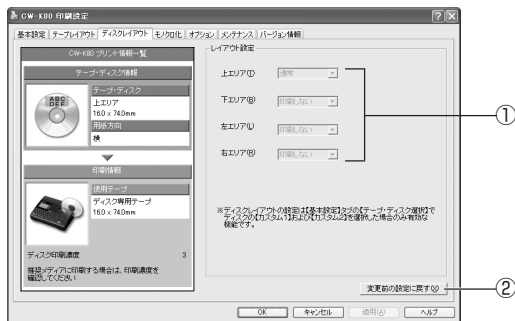 CW-K80 印刷設定
基本設定 テープレイアウト ディスクレイアウト モノクロ化 オプション メンテナンス バージョン情報
CW-K80 プリント情報一覧
テープ・ディスク情報
ABC
DEF
テープ・ディスク
上エリア
16.0 x 74.0mm
用紙方向
横
印刷情報
使用テープ
ディスク専用テープ
16.0 x 74.0mm
ディスク印刷濃度 3
推奨メディアに印刷する場合は、印刷濃度を
確認してください
レイアウト設定
上エリア(T) 通常
下エリア(B) 印刷しない
左エリア(L) 印刷しない
右エリア(R) 印刷しない
①
※ディスクレイアウトの設定は【基本設定】タブの【テープ・ディスク選択】で
ディスクの【カスタム1】および【カスタム2】を選択した場合のみ有効な
機能です。
変更前の設定に戻す(X)
②
OK キャンセル 適用(A) ヘルプ